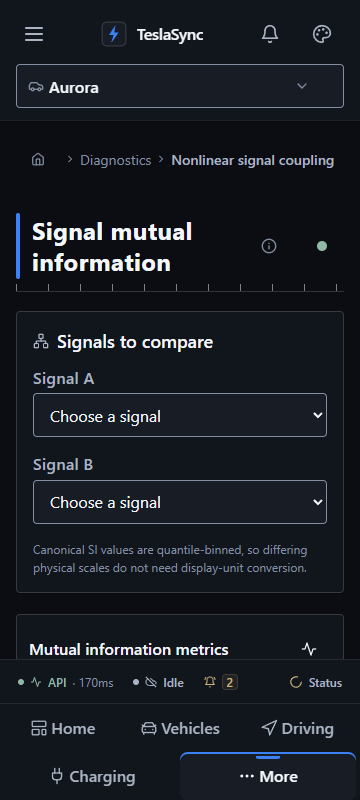 TeslaSync
Aurora
Diagnostics Nonlinear signal coupling
Signal mutual
information
Signals to compare
Signal A
Choose a signal
Signal B
Choose a signal
Canonical SI values are quantile-binned, so differing
physical scales do not need display-unit conversion.
Mutual information metrics
API · 170ms Idle 2 Status
Home Vehicles Driving
Charging More